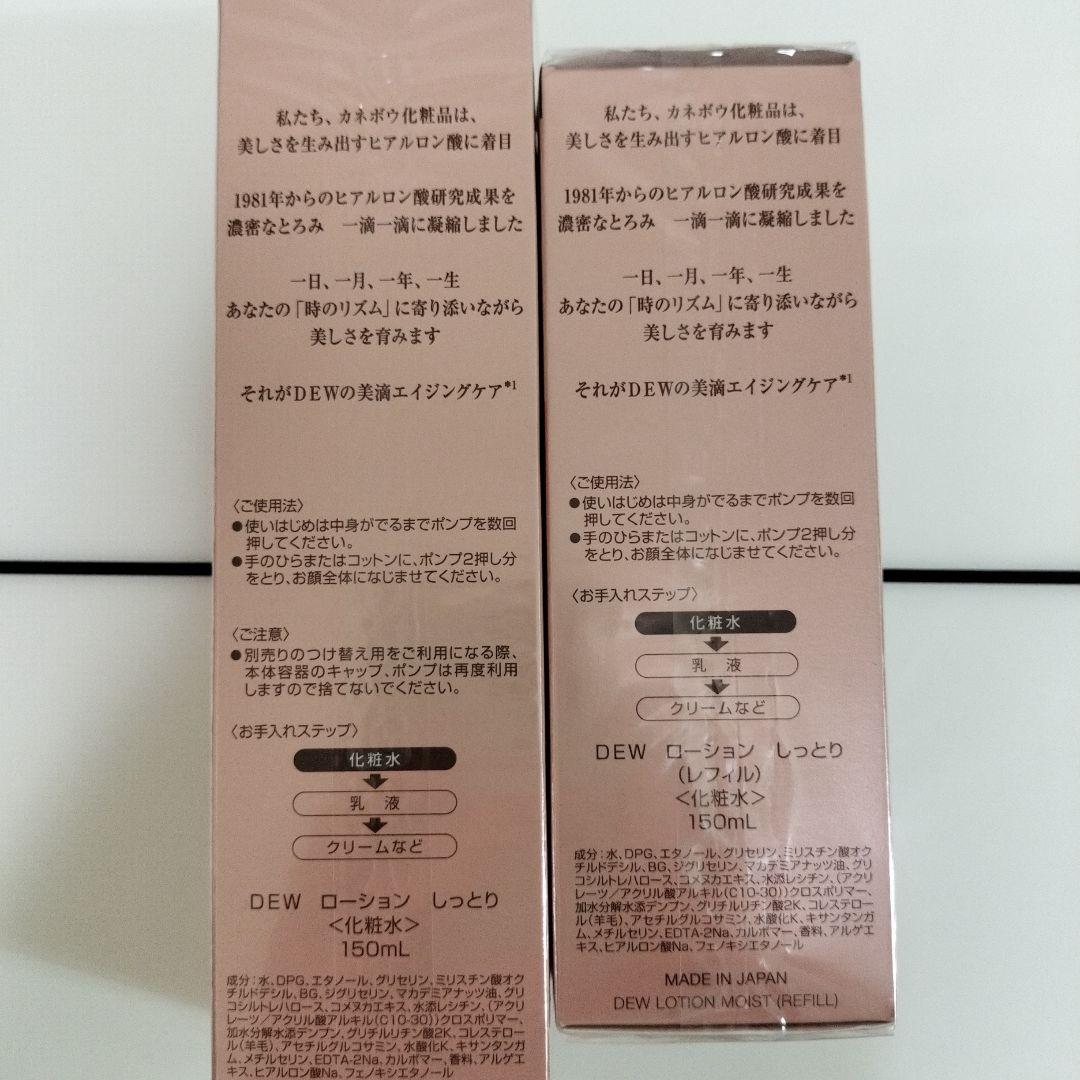 私たち、カネボウ化粧品は、
美しさを生み出すヒアルロン酸に着目
1981年からのヒアルロン酸研究成果を
濃密なとろみ　一滴一滴に凝縮しました
一日、一月、一年、一生
あなたの「時のリズム」に寄り添いながら
美しさを育みます
それがDEWの美滴エイジングケア*1
〈ご使用法〉
●使いはじめは中身がでるまでポンプを数回
押してください。
●手のひらまたはコットンに、ポンプ2押し分
をとり、お顔全体になじませてください。
〈ご注意〉
●別売りのつけ替え用をご利用になる際、
本体容器のキャップ、ポンプは再度利用
しますので捨てないでください。
〈お手入れステップ〉
化粧水
乳　液
クリームなど
DEW　ローション　しっとり
＜化粧水＞
150mL
成分：水、DPG、エタノール、グリセリン、ミリスチン酸オク
チルドデシル、BG、ジグリセリン、マカデミアナッツ油、グリ
コシルトレハロース、コメヌカエキス、水添レシチン、(アクリ
レーツ／アクリル酸アルキル(C10-30))クロスポリマー、
加水分解水添デンプン、グリチルリチン酸2K、コレステロー
ル(羊毛)、アセチルグルコサミン、水酸化K、キサンタンガ
ム、メチルセリン、EDTA-2Na、カルボマー、香料、アルゲエ
キス、ヒアルロン酸Na、フェノキシエタノール
私たち、カネボウ化粧品は、
美しさを生み出すヒアルロン酸に着目
1981年からのヒアルロン酸研究成果を
濃密なとろみ　一滴一滴に凝縮しました
一日、一月、一年、一生
あなたの「時のリズム」に寄り添いながら
美しさを育みます
それがDEWの美滴エイジングケア*1
〈ご使用法〉
●使いはじめは中身がでるまでポンプを数回
押してください。
●手のひらまたはコットンに、ポンプ2押し分
をとり、お顔全体になじませてください。
〈お手入れステップ〉
化粧水
乳　液
クリームなど
DEW　ローション　しっとり
(レフィル)
＜化粧水＞
150mL
成分：水、DPG、エタノール、グリセリン、ミリスチン酸オク
チルドデシル、BG、ジグリセリン、マカデミアナッツ油、グリ
コシルトレハロース、コメヌカエキス、水添レシチン、(アクリ
レーツ／アクリル酸アルキル(C10-30))クロスポリマー、
加水分解水添デンプン、グリチルリチン酸2K、コレステロー
ル(羊毛)、アセチルグルコサミン、水酸化K、キサンタンガ
ム、メチルセリン、EDTA-2Na、カルボマー、香料、アルゲエ
キス、ヒアルロン酸Na、フェノキシエタノール
MADE IN JAPAN
DEW LOTION MOIST (REFILL)